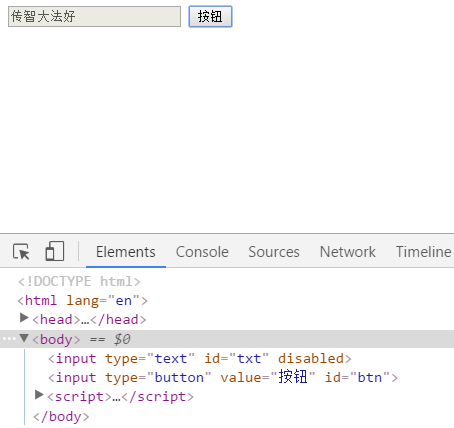 传智大法好 按钮
Elements Console Sources Network Timeline
<!DOCTYPE html>
<html lang="en">
<head>…</head>
<body> == $0
<input type="text" id="txt" disabled>
<input type="button" value="按钮" id="btn">
<script>…</script>
</body>